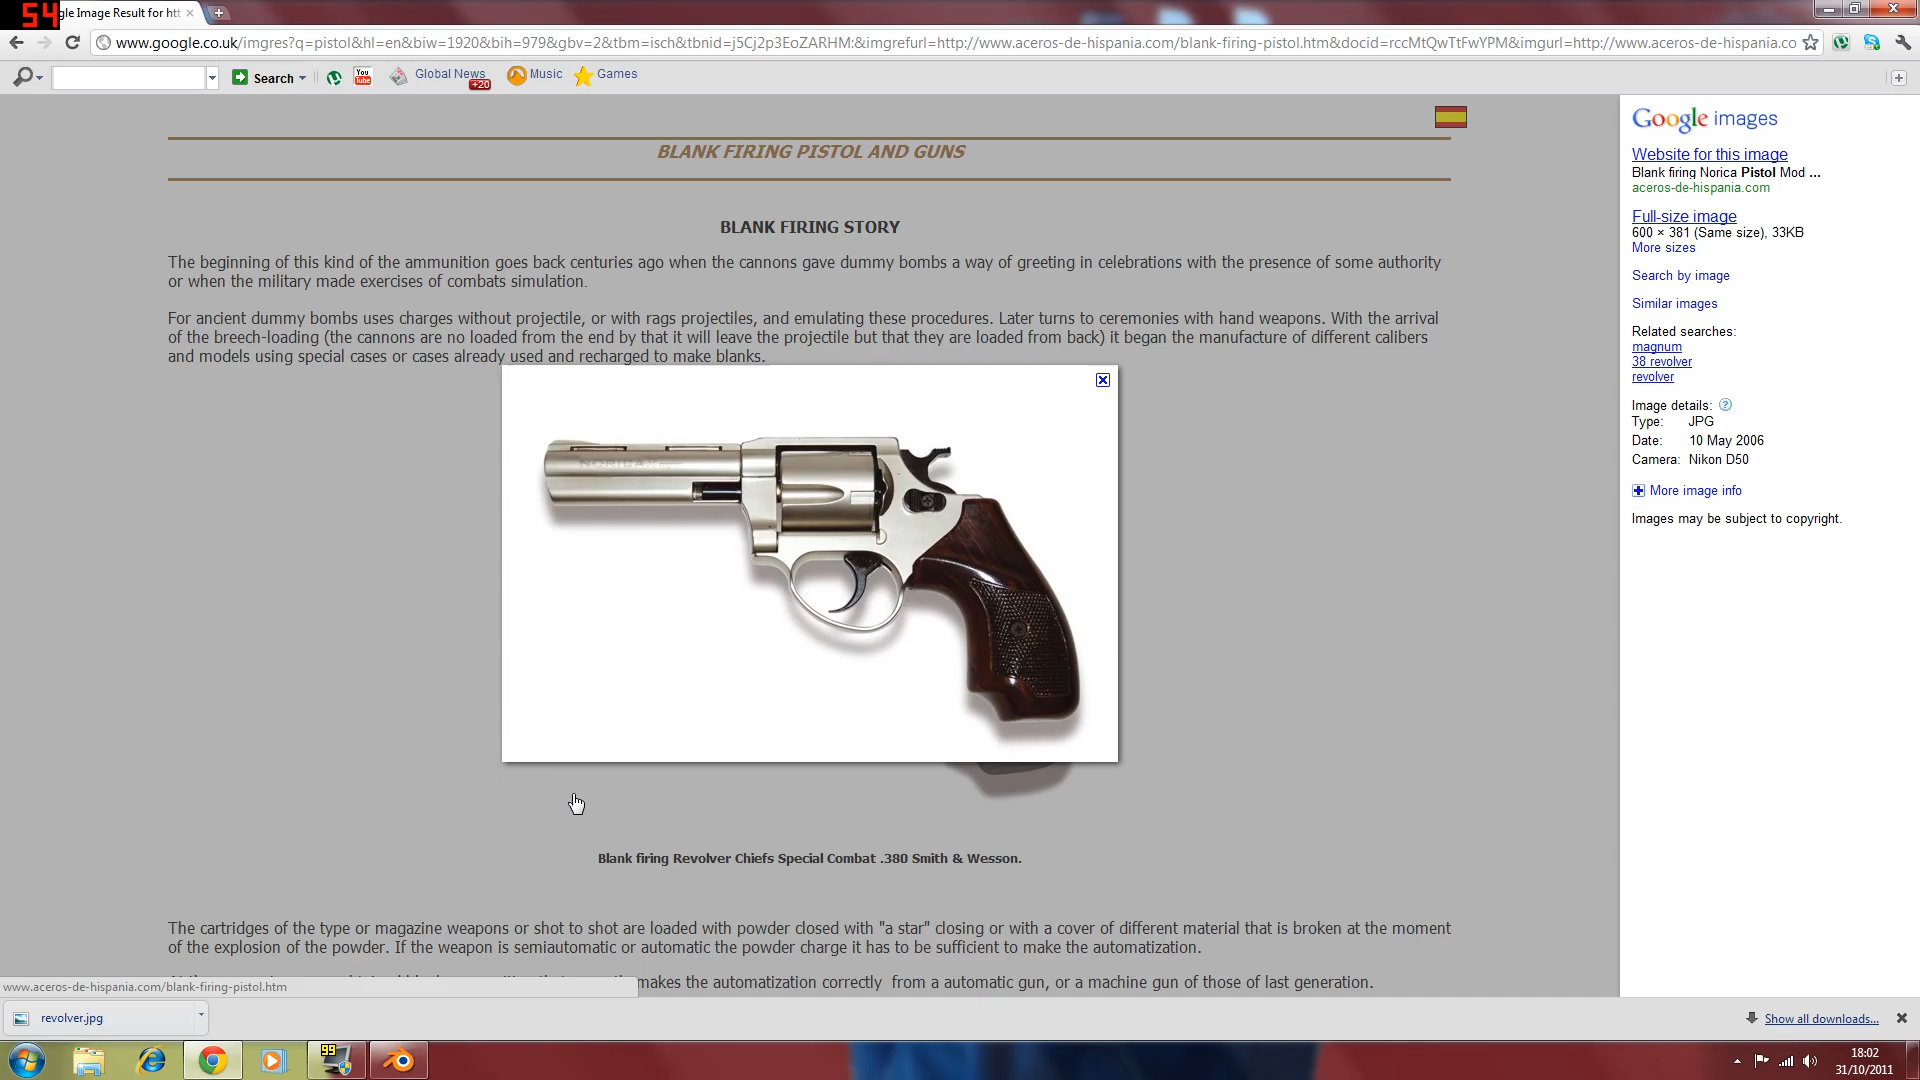 54
gle Image Result for htt
www.google.co.uk/imgres?q=pistol&hl=en&biw=1920&bih=979&gbv=2&tbm=isch&tbnid=j5Cj2p3EoZARHM:&imgrefurl=http://www.aceros-de-hispania.com/blank-firing-pistol.htm&docid=rccMtQwTtFwYPM&imgurl=http://www.aceros-de-hispania.co
Search
You Tube
Global News
+20
Music
Games
BLANK FIRING PISTOL AND GUNS
BLANK FIRING STORY
The beginning of this kind of the ammunition goes back centuries ago when the cannons gave dummy bombs a way of greeting in celebrations with the presence of some authority
or when the military made exercises of combats simulation.
For ancient dummy bombs uses charges without projectile, or with rags projectiles, and emulating these procedures. Later turns to ceremonies with hand weapons. With the arrival
of the breech-loading (the cannons are no loaded from the end by that it will leave the projectile but that they are loaded from back) it began the manufacture of different calibers
and models using special cases or cases already used and recharged to make blanks.
NORICA
Blank firing Revolver Chiefs Special Combat .380 Smith & Wesson.
The cartridges of the type or magazine weapons or shot to shot are loaded with powder closed with "a star" closing or with a cover of different material that is broken at the moment
of the explosion of the powder. If the weapon is semiautomatic or automatic the powder charge it has to be sufficient to make the automatization.
makes the automatization correctly from a automatic gun, or a machine gun of those of last generation.
Google images
Website for this image
Blank firing Norica Pistol Mod ...
aceros-de-hispania.com
Full-size image
600 × 381 (Same size), 33KB
More sizes
Search by image
Similar images
Related searches:
magnum
38 revolver
revolver
Image details: ?
Type: JPG
Date: 10 May 2006
Camera: Nikon D50
More image info
Images may be subject to copyright.
www.aceros-de-hispania.com/blank-firing-pistol.htm
revolver.jpg
Show all downloads...
99
18:02
31/10/2011